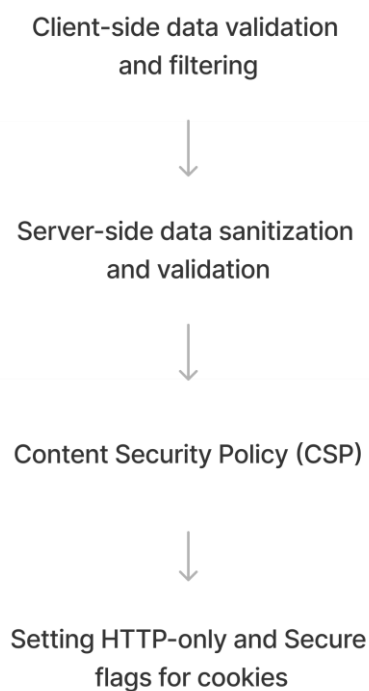 Client-side data validation
and filtering
Server-side data sanitization
and validation
Content Security Policy (CSP)
Setting HTTP-only and Secure
flags for cookies